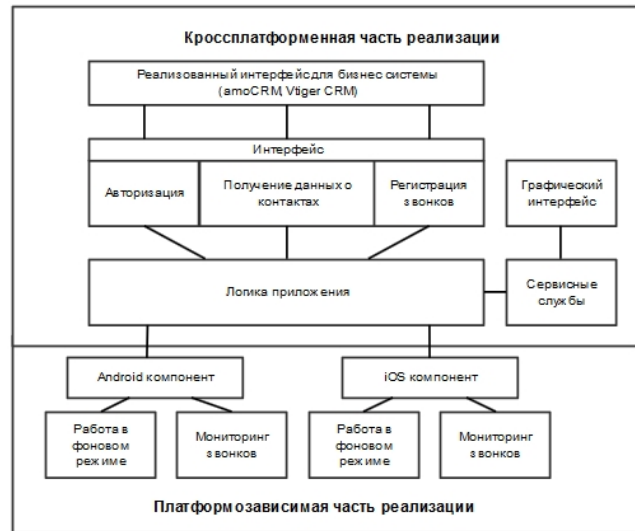 Кроссплатформенная часть реализации
Реализованный интерфейс для бизнес системы
(amoCRM, Vtiger CRM)
Интерфейс
Авторизация
Получение данных о
контактах
Регистрация
звонков
Графический
интерфейс
Логика приложения
Сервисные
службы
Android компонент
iOS компонент
Работа в
фоновом
режиме
Мониторинг
звонков
Работа в
фоновом
режиме
Мониторинг
звонков
Платформозависимая часть реализации